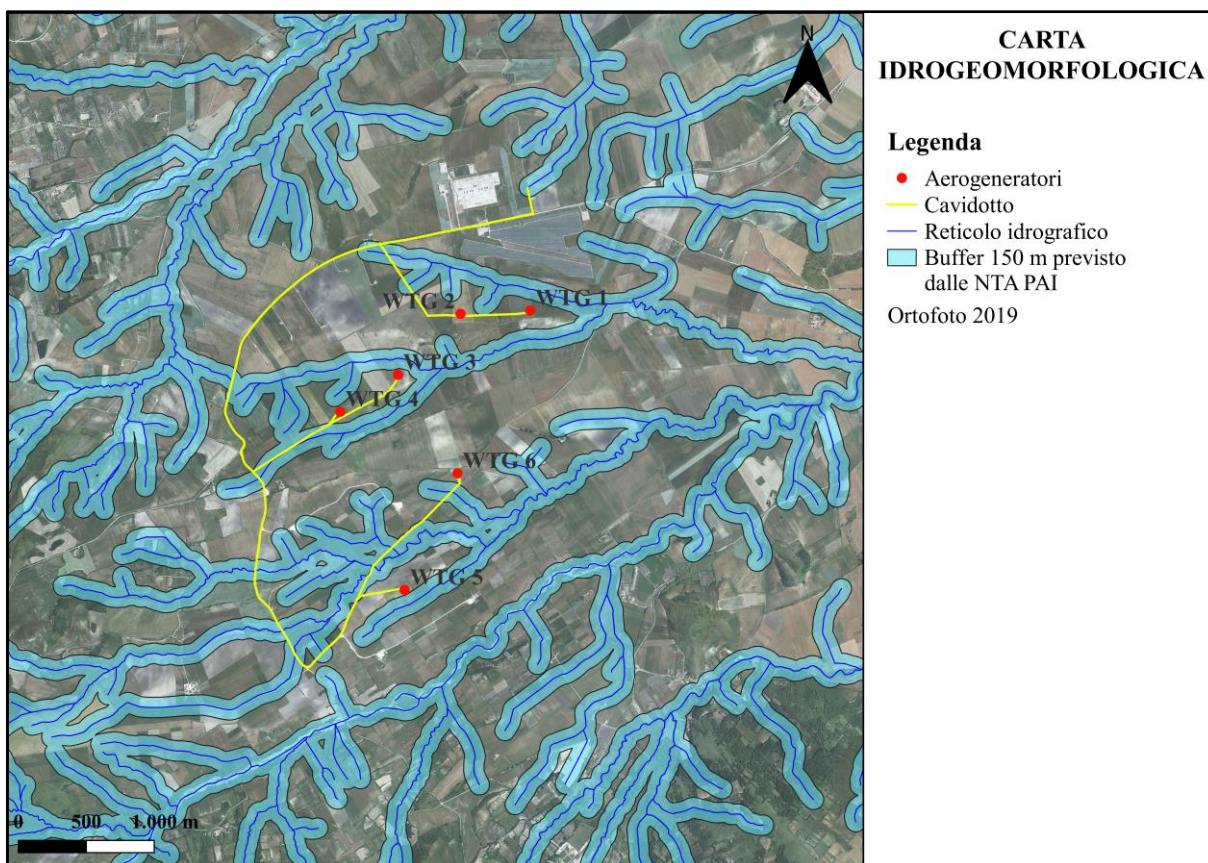 N
WTG 1
WTG 2
WTG 3
WTG 4
WTG 6
WTG 5
0 500 1.000 m
CARTA
IDROGEOMORFOLOGICA
Legenda
Aerogeneratori
Cavidotto
Reticolo idrografico
Buffer 150 m previsto
dalle NTA PAI
Ortofoto 2019